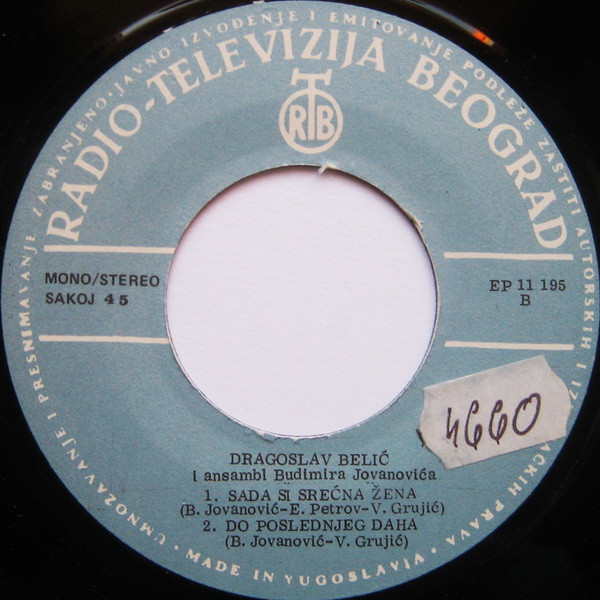 UMNOŽAVANJE I PRESNIMAVANJE ZABRANJENO·JAVNO IZVOĐENJE I EMITOVANJE PODLEŽE ZAŠTITI AUTORSKIH I IZ
AČKIH PRAVA·
RADIO-TELEVIZIJA BEOGRAD
RTB
MONO/STEREO
SAKOJ 45
EP 11 195
B
4660
DRAGOSLAV BELIĆ
i ansambl Budimira Jovanovića
1. SADA SI SREĆNA ŽENA
(B. Jovanović-E. Petrov-V. Grujić)
2. DO POSLEDNJEG DAHA
(B. Jovanović-V. Grujić)
MADE IN YUGOSLAVIA·